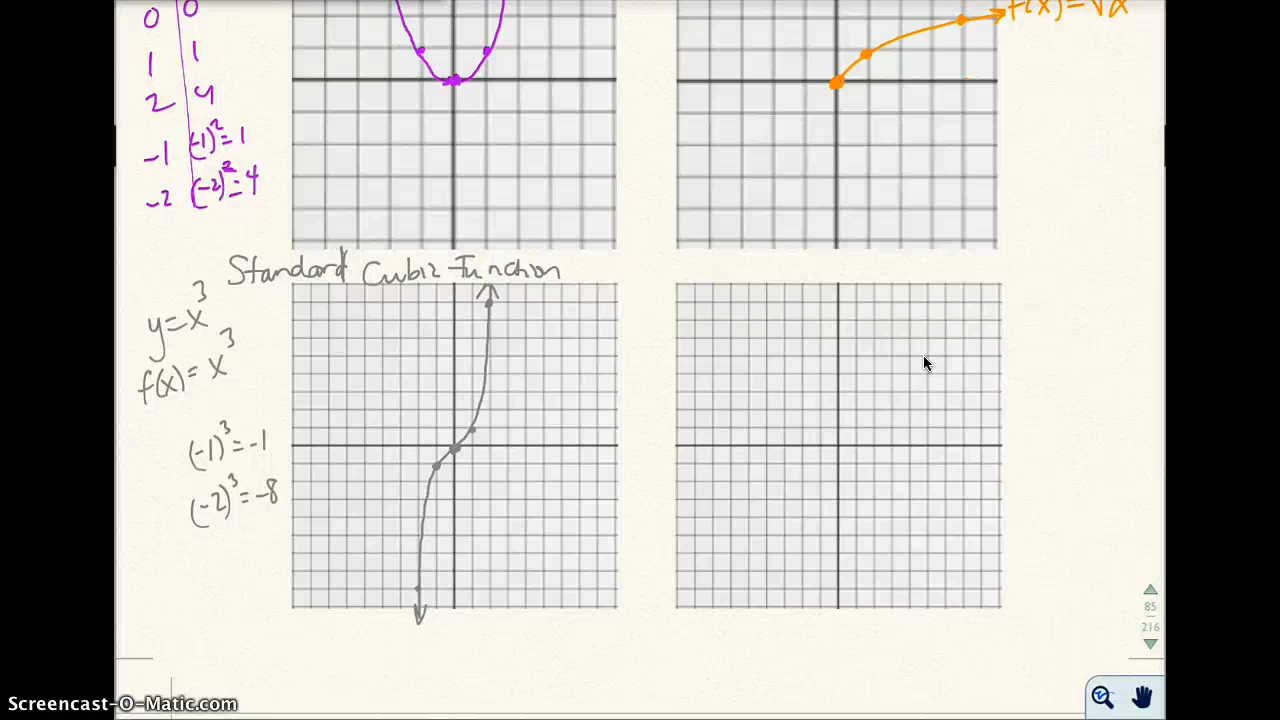 0 0
1 1
2 4
-1 (-1)²=1
-2 (-2)²=4
f(x)=√x
Standard Cubic Function
y=x³
f(x)=x³
(-1)³=-1
(-2)³=-8
85
216
Screencast-O-Matic.com